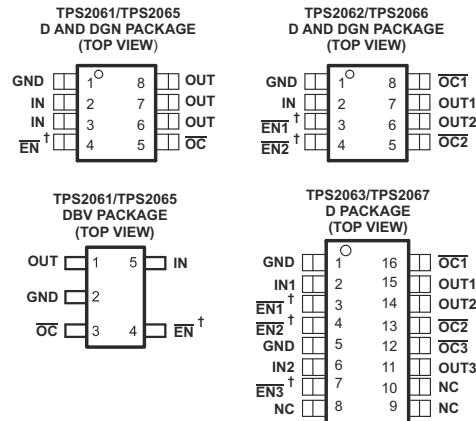 TPS2061/TPS2065
D AND DGN PACKAGE
(TOP VIEW)
GND 1 8 OUT
IN 2 7 OUT
IN 3 6 OUT
EN† 4 5 OC
TPS2062/TPS2066
D AND DGN PACKAGE
(TOP VIEW)
GND 1 8 OC1
IN 2 7 OUT1
EN1† 3 6 OUT2
EN2† 4 5 OC2
TPS2061/TPS2065
DBV PACKAGE
(TOP VIEW)
OUT 1 5 IN
GND 2
OC 3 4 EN†
TPS2063/TPS2067
D PACKAGE
(TOP VIEW)
GND 1 16 OC1
IN1 2 15 OUT1
EN1† 3 14 OUT2
EN2† 4 13 OC2
GND 5 12 OC3
IN2 6 11 OUT3
EN3† 7 10 NC
NC 8 9 NC